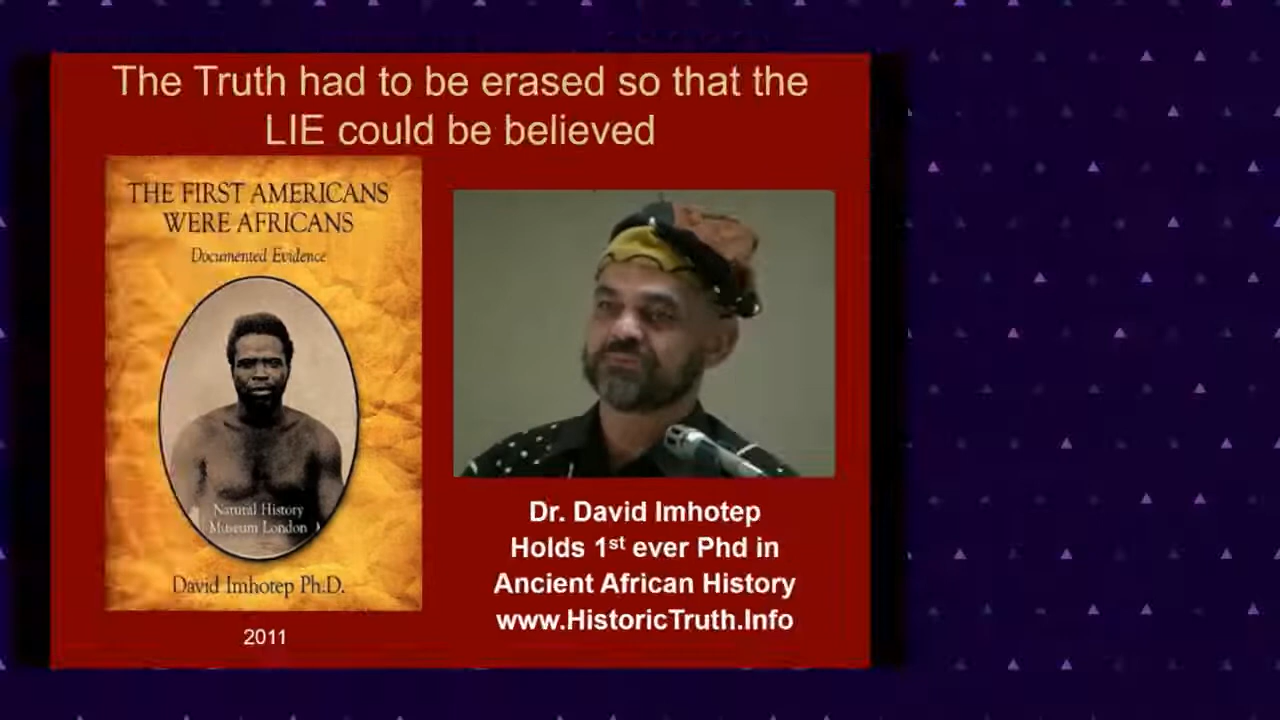 The Truth had to be erased so that the
LIE could be believed
THE FIRST AMERICANS
WERE AFRICANS
Documented Evidence
Natural History
Museum London
David Imhotep Ph.D.
2011
Dr. David Imhotep
Holds 1st ever Phd in
Ancient African History
www.HistoricTruth.Info